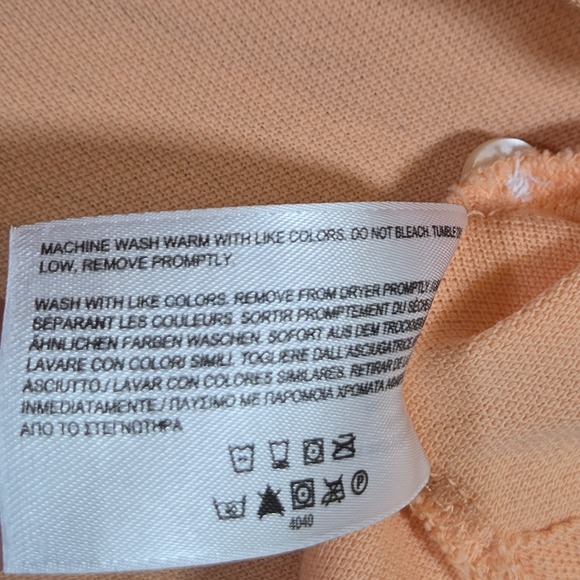 MACHINE WASH WARM WITH LIKE COLORS. DO NOT BLEACH. TUMBLE
LOW, REMOVE PROMPTLY
WASH WITH LIKE COLORS. REMOVE FROM DRYER PROMPTLY
SÉPARANT LES COULEURS. SORTIR PROMPTEMENT DU
ÄHNLICHEN FARBEN WASCHEN. SOFORT AUS DEM
LAVARE CON COLORI SIMILI. TOGLIERE DALL'ASCIUGATRICE
ASCIUTTO / LAVAR CON COLORES SIMILARES. RETIRAR DE
INMEDIATAMENTE / ΠΛΥΣΙΜΟ ΜΕ ΠΑΡΟΜΟΙΑ ΧΡΩΜΑΤΑ
ΑΠΟ ΤΟ ΣΤΕΓΝΩΤΗΡΑ
P
4040